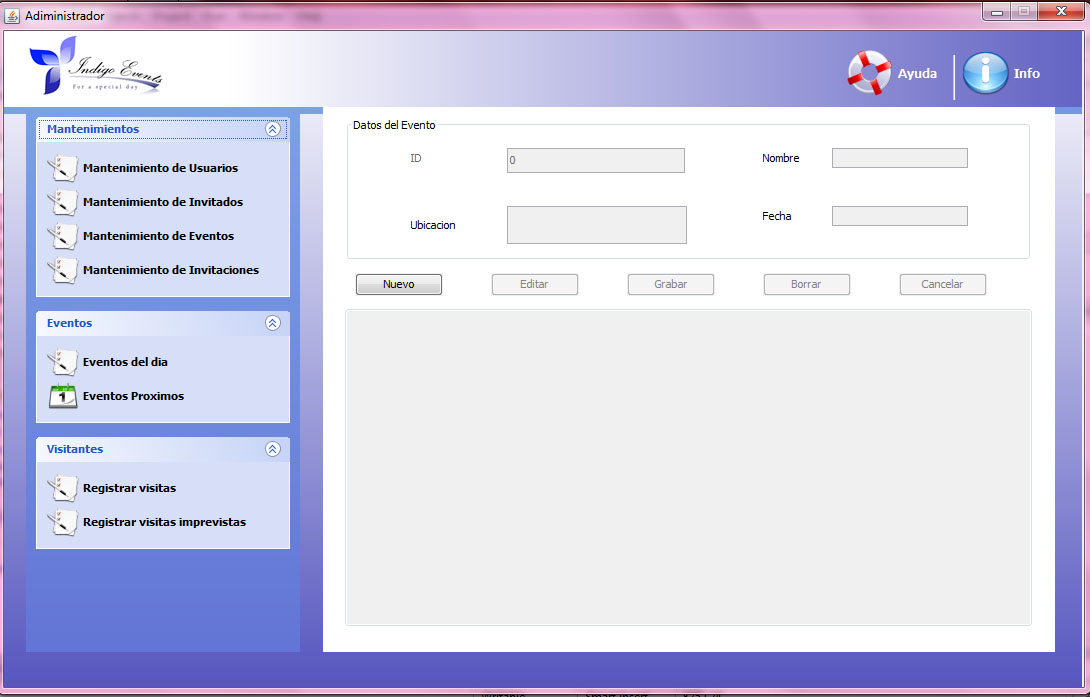 Administrador
Indigo Events
For a special day
Ayuda
Info
Mantenimientos
Mantenimiento de Usuarios
Mantenimiento de Invitados
Mantenimiento de Eventos
Mantenimiento de Invitaciones
Eventos
Eventos del dia
1
Eventos Proximos
Visitantes
Registrar visitas
Registrar visitas imprevistas
Datos del Evento
ID
0
Nombre
Ubicacion
Fecha
Nuevo
Editar
Grabar
Borrar
Cancelar